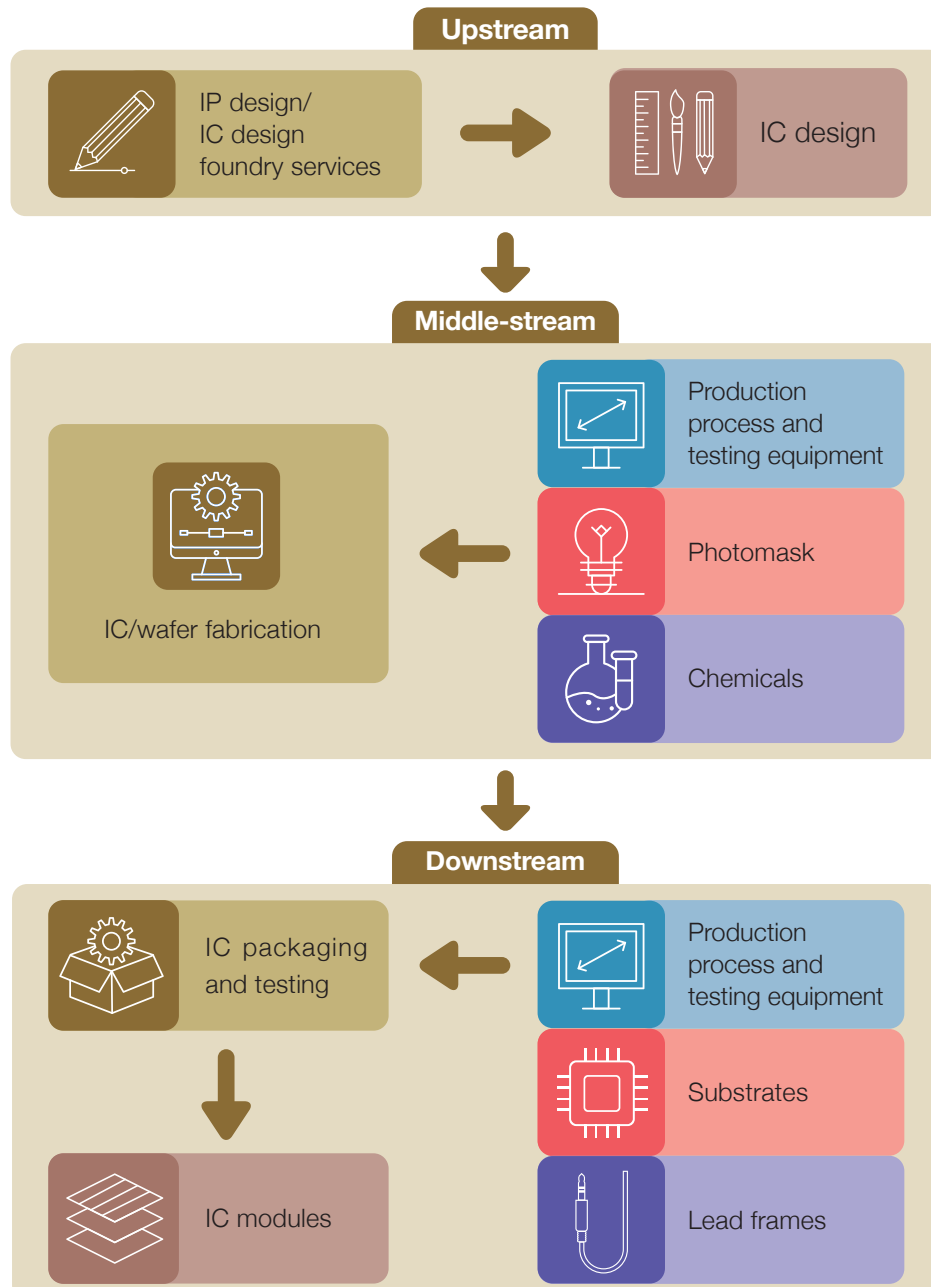 Upstream
IP design/
IC design
foundry services
IC design
Middle-stream
IC/wafer fabrication
Production
process and
testing equipment
Photomask
Chemicals
Downstream
IC packaging
and testing
IC modules
Production
process and
testing equipment
Substrates
Lead frames